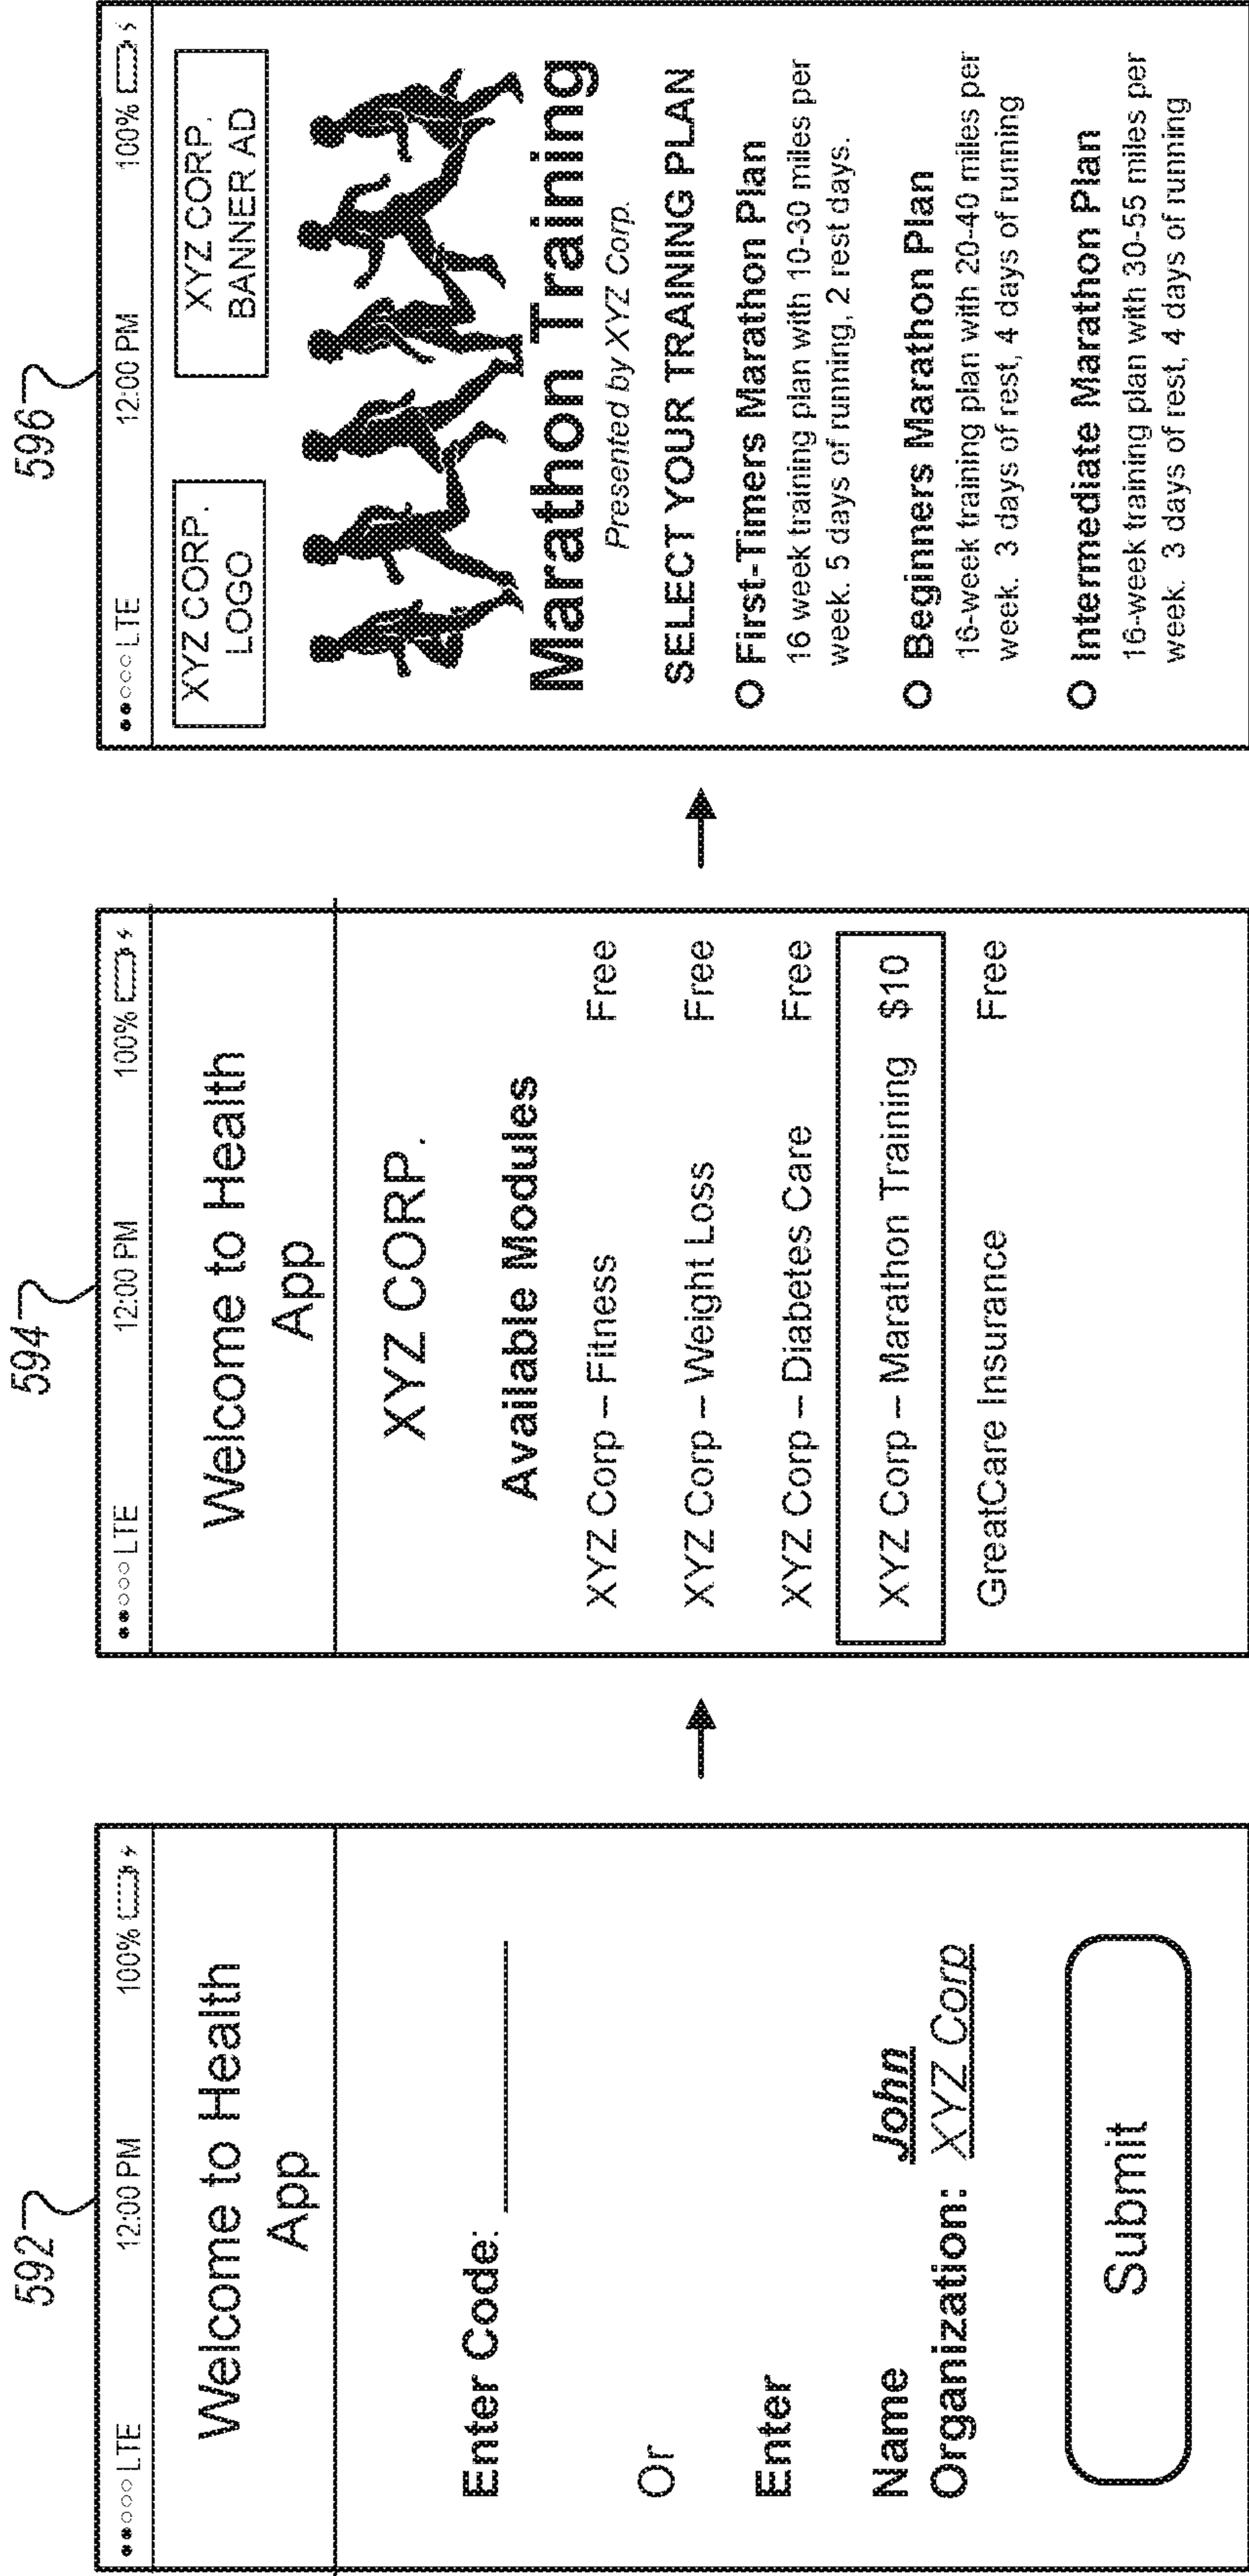 592
LTE 12:00 PM 100%
Welcome to Health
App
Enter Code:
Or
Enter
Name John
Organization: XYZ Corp
Submit
594
LTE 12:00 PM 100%
Welcome to Health
App
XYZ CORP.
Available Modules
XYZ Corp – Fitness Free
XYZ Corp – Weight Loss Free
XYZ Corp – Diabetes Care Free
XYZ Corp – Marathon Training $10
GreatCare Insurance Free
596
LTE 12:00 PM 100%
XYZ CORP.
LOGO
XYZ CORP.
BANNER AD
Marathon Training
Presented by XYZ Corp.
SELECT YOUR TRAINING PLAN
First-Timers Marathon Plan
16 week training plan with 10-30 miles per
week. 5 days of running, 2 rest days.
Beginners Marathon Plan
16-week training plan with 20-40 miles per
week. 3 days of rest, 4 days of running
Intermediate Marathon Plan
16-week training plan with 30-55 miles per
week. 3 days of rest, 4 days of running